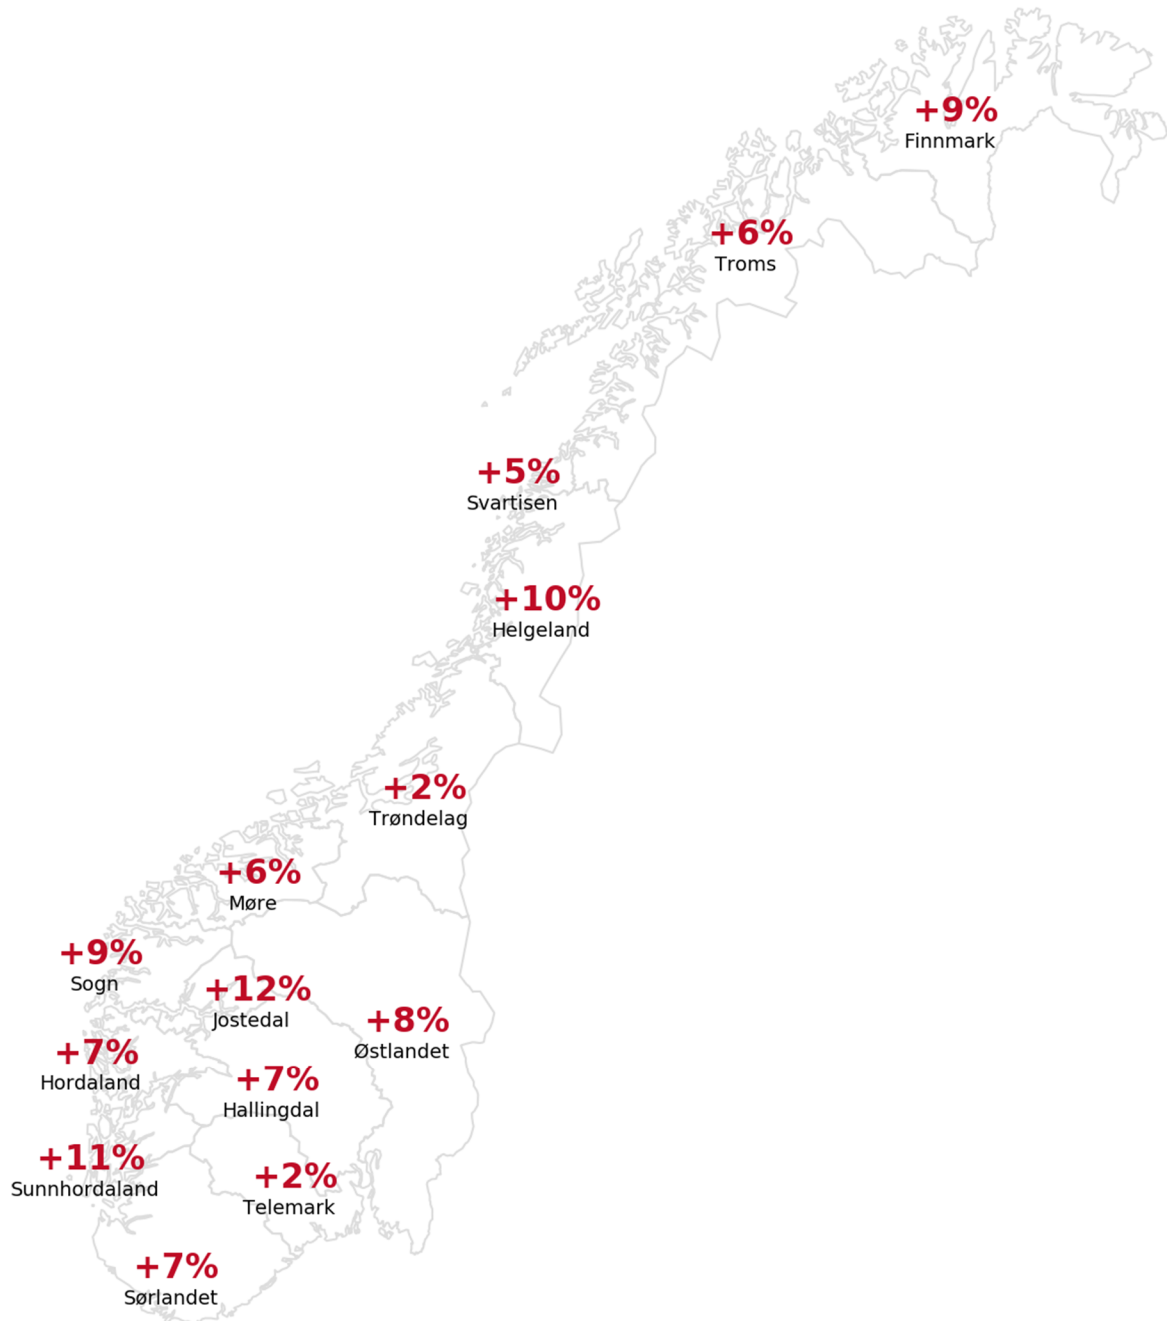 +9%
Finnmark
+6%
Troms
+5%
Svartisen
+10%
Helgeland
+2%
Trøndelag
+6%
Møre
+9%
Sogn
+12%
Jostedal
+8%
Østlandet
+7%
Hordaland
+7%
Hallingdal
+11%
Sunnhordaland
+2%
Telemark
+7%
Sørlandet